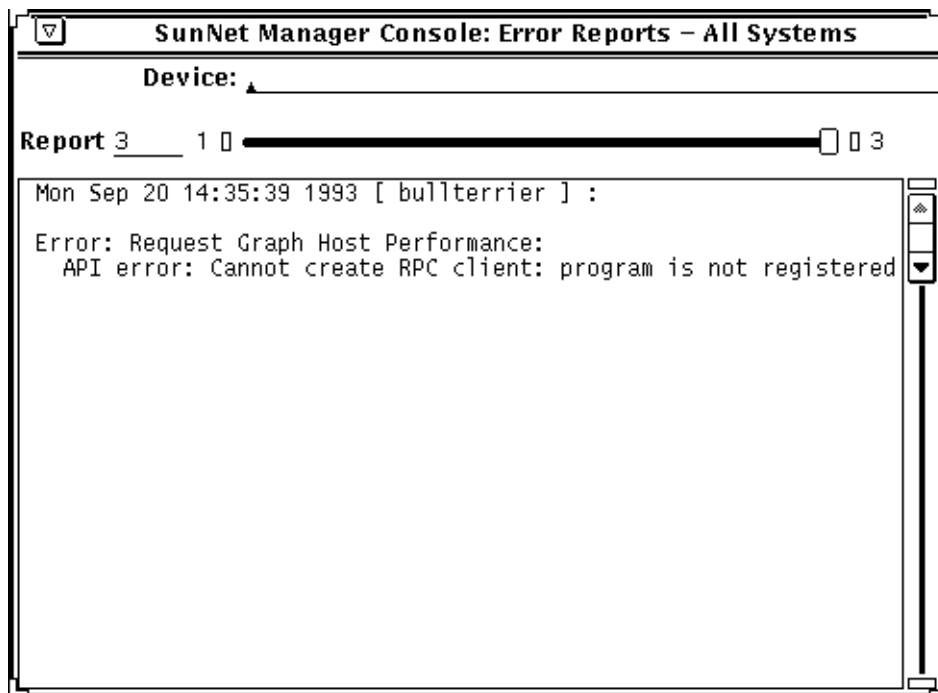 SunNet Manager Console: Error Reports – All Systems
Device:
Report 3 1 3
Mon Sep 20 14:35:39 1993 [ bullterrier ] :
Error: Request Graph Host Performance:
API error: Cannot create RPC client: program is not registered